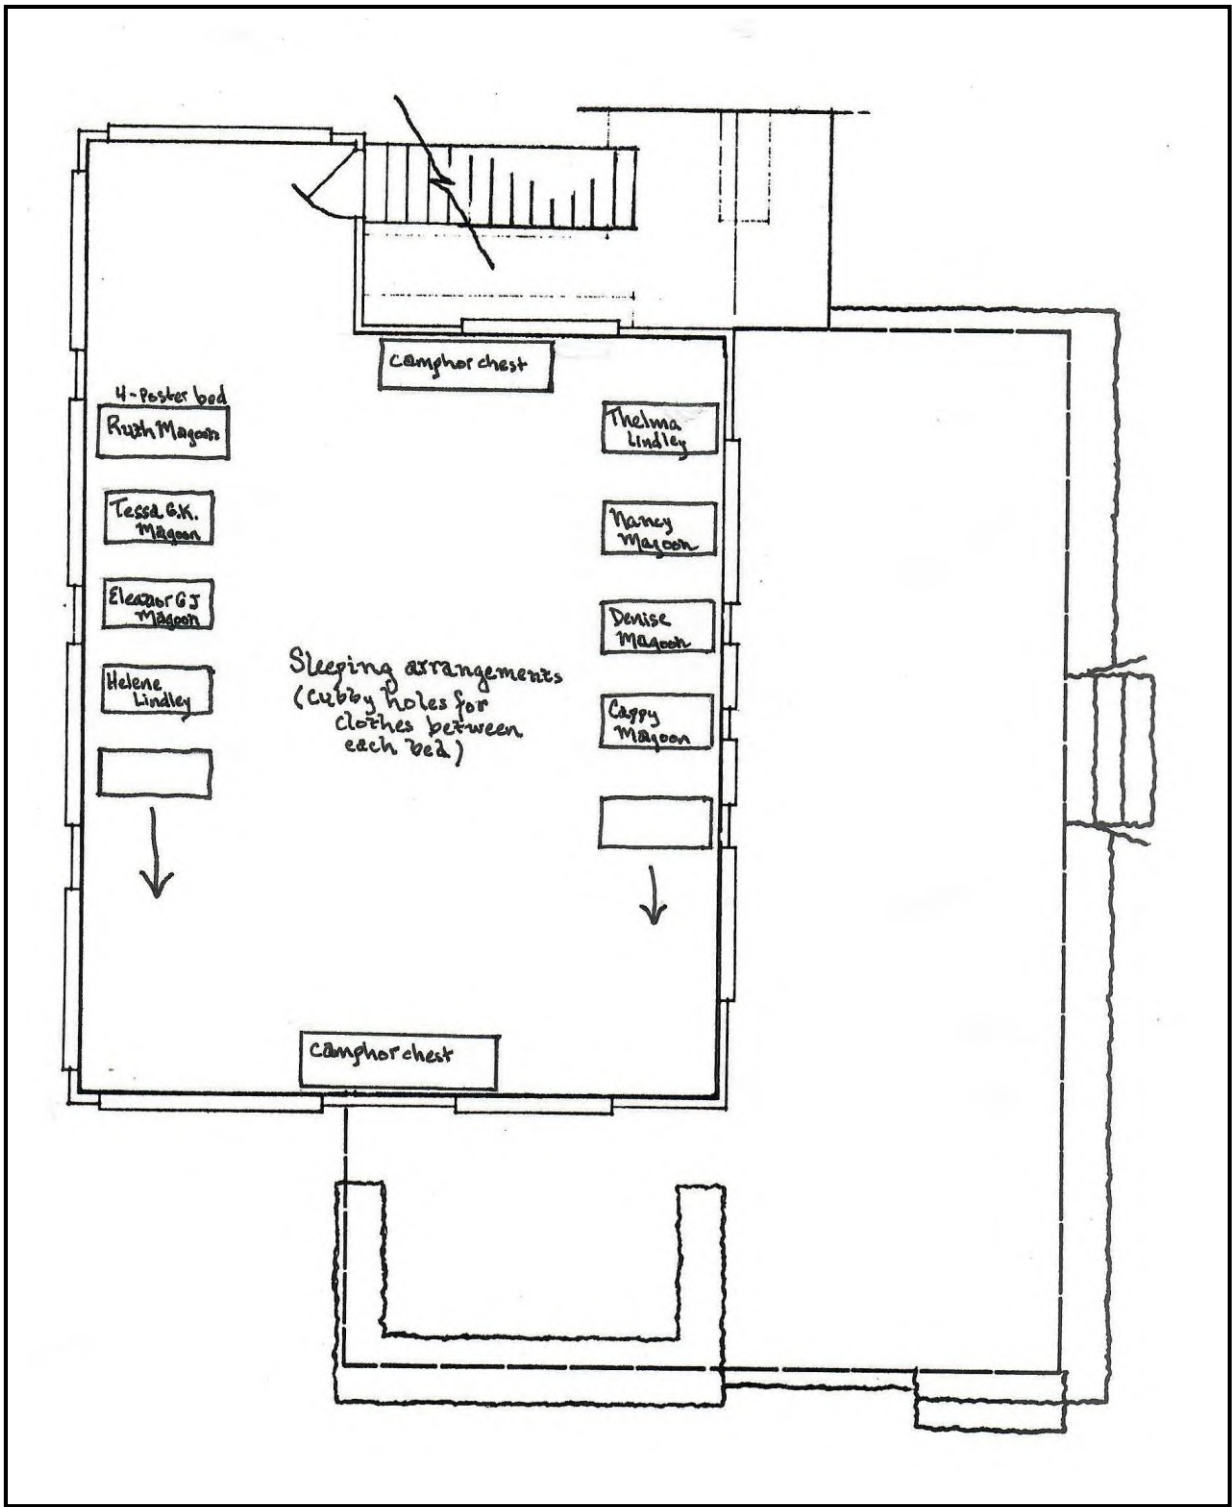 Camphor chest
4-Poster bed
Ruth Magoon
Thelma
Lindley
Tessa G.K.
Magoon
Nancy
Magoon
Eleanor GJ
Magoon
Denise
Magoon
Sleeping arrangements
(Cubby holes for
clothes between
each bed)
Helene
Lindley
Cappy
Magoon
Camphor chest